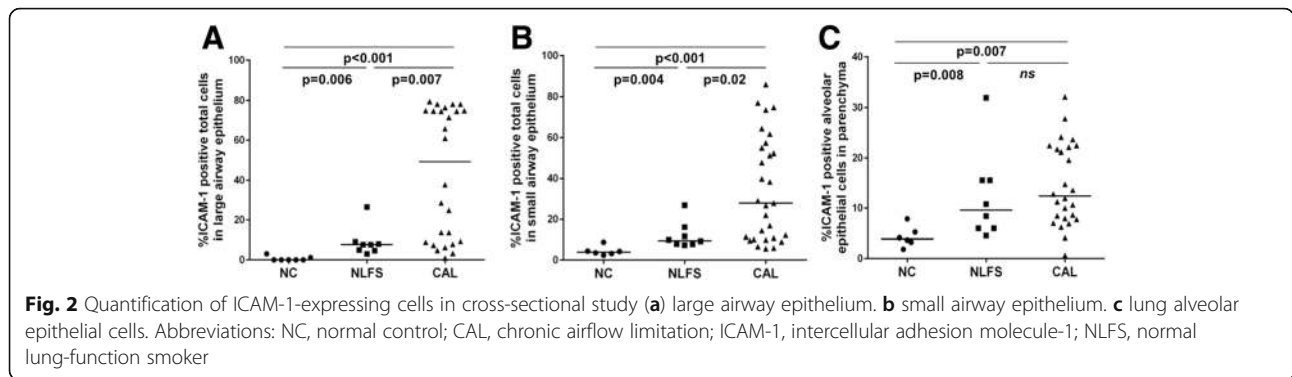 A
p<0.001
p=0.006 p=0.007
%ICAM-1 positive total cells
in large airway epithelium
100
80
60
40
20
0
NC NLFS CAL
B
p<0.001
p=0.004 p=0.02
%ICAM-1 positive total cells
in small airway epithelium
100
80
60
40
20
0
NC NLFS CAL
C
p=0.007
p=0.008 ns
%ICAM-1 positive alveolar
epithelial cells in parenchyma
40
30
20
10
0
NC NLFS CAL
Fig. 2 Quantification of ICAM-1-expressing cells in cross-sectional study (a) large airway epithelium. b small airway epithelium. c lung alveolar
epithelial cells. Abbreviations: NC, normal control; CAL, chronic airflow limitation; ICAM-1, intercellular adhesion molecule-1; NLFS, normal
lung-function smoker